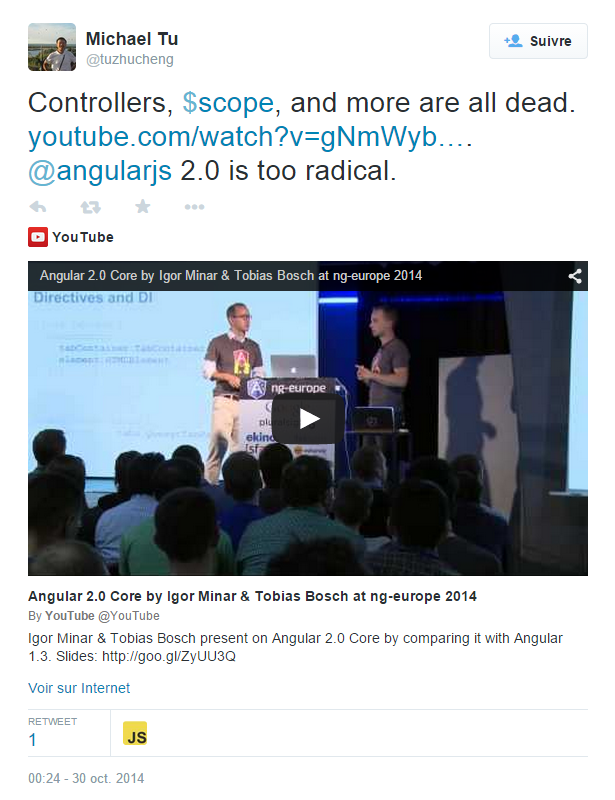 Michael Tu
@tuzhucheng
Suivre
Controllers, $scope, and more are all dead.
youtube.com/watch?v=gNmWyb….
@angularjs 2.0 is too radical.
YouTube
Angular 2.0 Core by Igor Minar & Tobias Bosch at ng-europe 2014
Directives and DI
ng-europe
Angular 2.0 Core by Igor Minar & Tobias Bosch at ng-europe 2014
By YouTube @YouTube
Igor Minar & Tobias Bosch present on Angular 2.0 Core by comparing it with Angular
1.3. Slides: http://goo.gl/ZyUU3Q
Voir sur Internet
RETWEET
1
JS
00:24 - 30 oct. 2014